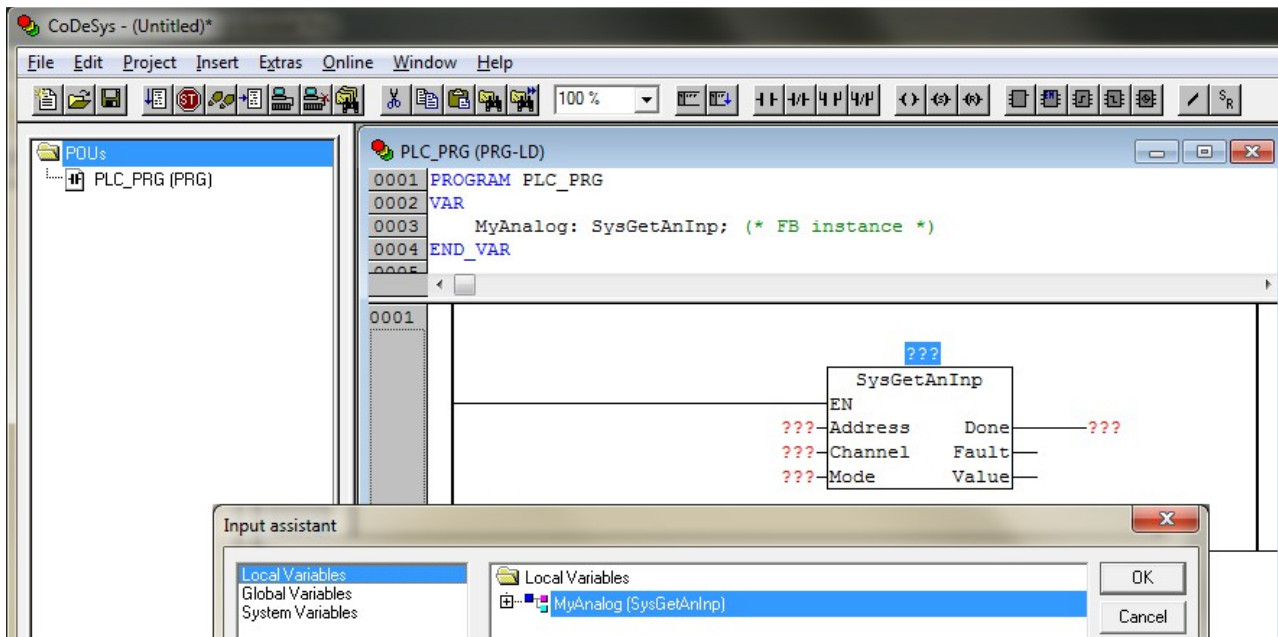 CoDeSys - (Untitled)*
File Edit Project Insert Extras Online Window Help
100 %
POUs
PLC_PRG (PRG)
PLC_PRG (PRG-LD)
0001 PROGRAM PLC_PRG
0002 VAR
0003 MyAnalog: SysGetAnInp; (* FB instance *)
0004 END_VAR
0005
0001
???
SysGetAnInp
EN
???-Address Done ???
???-Channel Fault
???-Mode Value
Input assistant
Local Variables
Global Variables
System Variables
Local Variables
MyAnalog (SysGetAnInp)
OK
Cancel